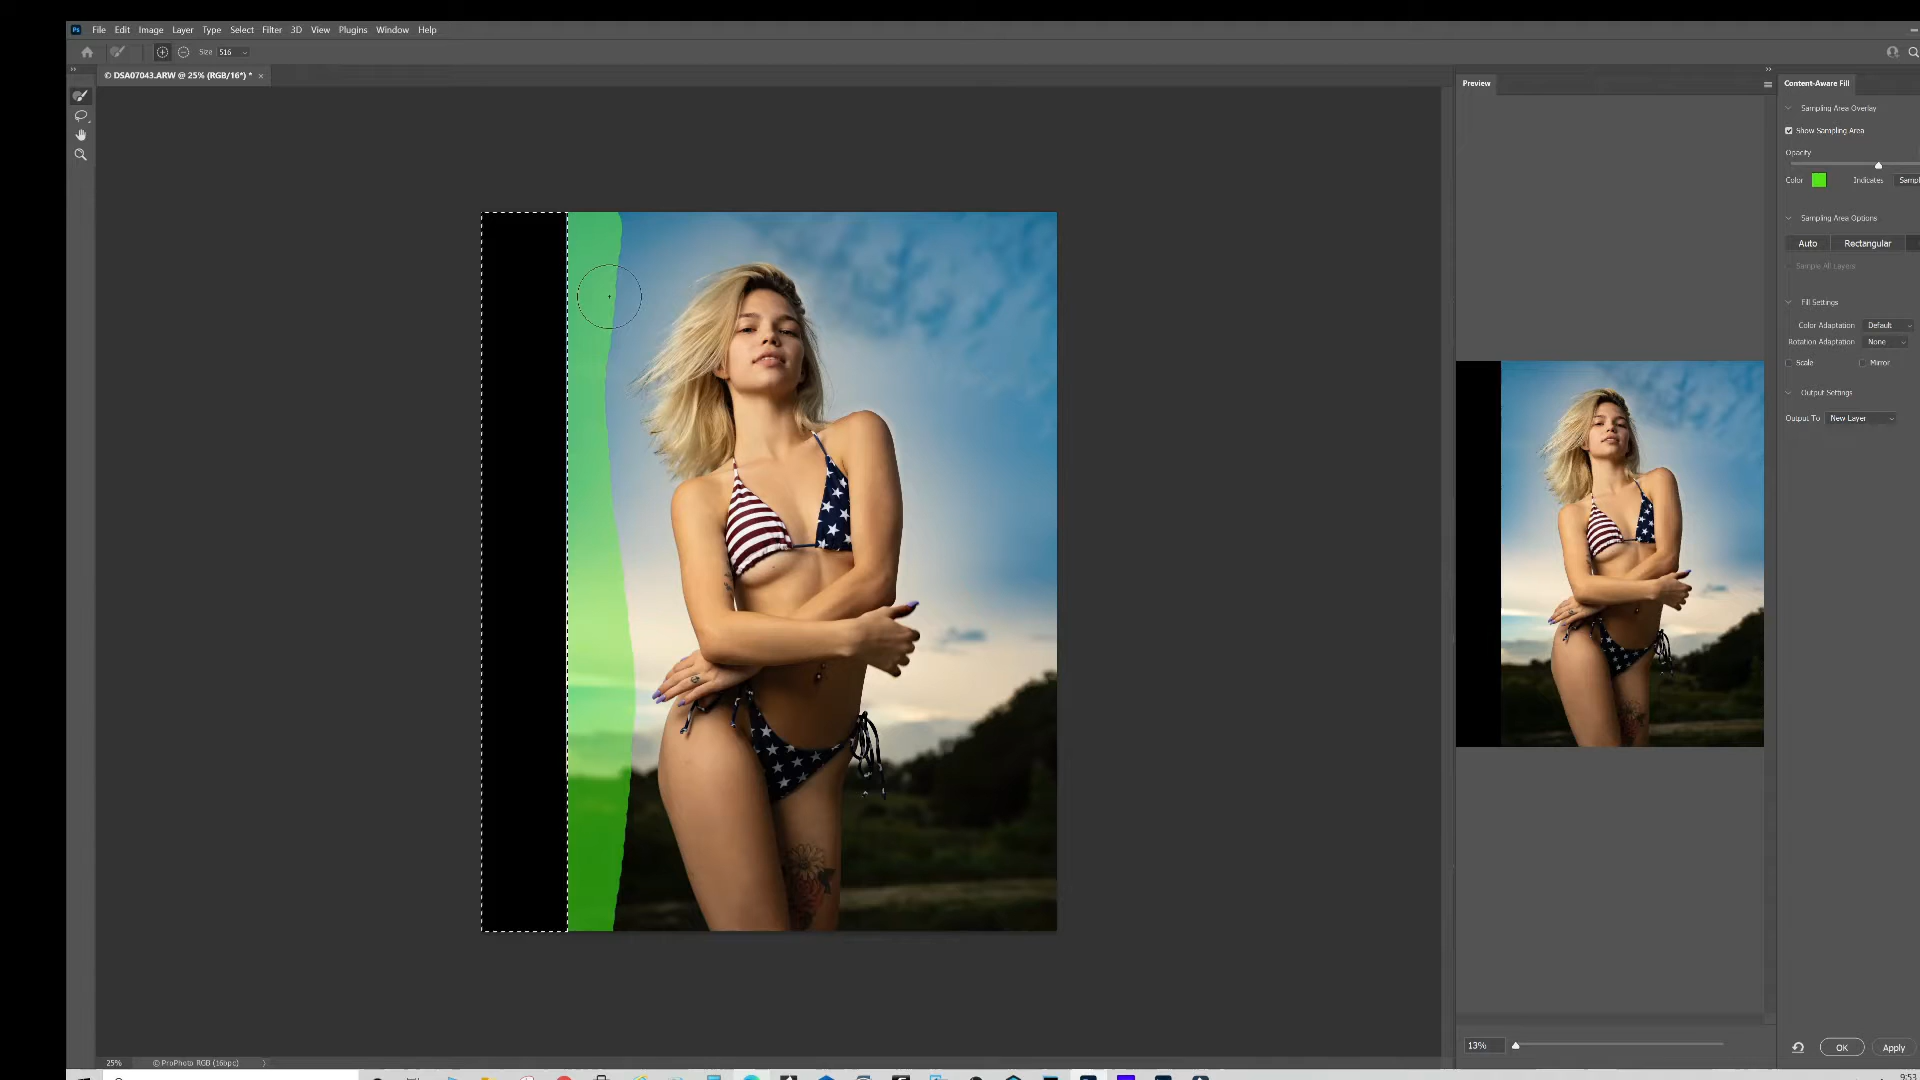 Ps File Edit Image Layer Type Select Filter 3D View Plugins Window Help
Size 516
© DSA07043.ARW @ 25% (RGB/16*) * ×
Preview
Content-Aware Fill
Sampling Area Overlay
Show Sampling Area
Opacity
Color Indicates Sampl
Sampling Area Options
Auto Rectangular
Sample All Layers
Fill Settings
Color Adaptation Default
Rotation Adaptation None
Scale Mirror
Output Settings
Output To New Layer
13%
OK Apply
25% © ProPhoto RGB (16bpc)
9:53